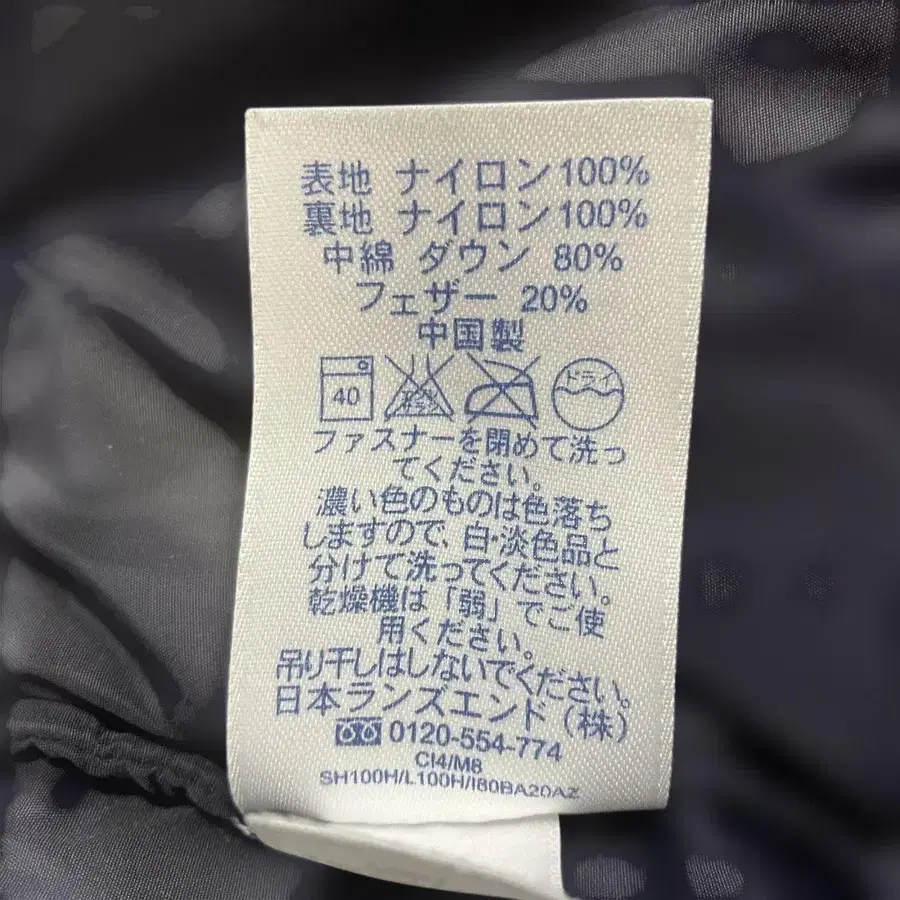 表地 ナイロン100%
裏地 ナイロン100%
中綿 ダウン 80%
フェザー 20%
中国製
40 ドライ
ファスナーを閉めて洗っ
てください。
濃い色のものは色落ち
しますので、白・淡色品と
分けて洗ってください。
乾燥機は「弱」でご使
用ください。
吊り干しはしないでください。
日本ランズエンド(株)
0120-554-774
CI4/M8
SH100H/L100H/I80BA20AZ